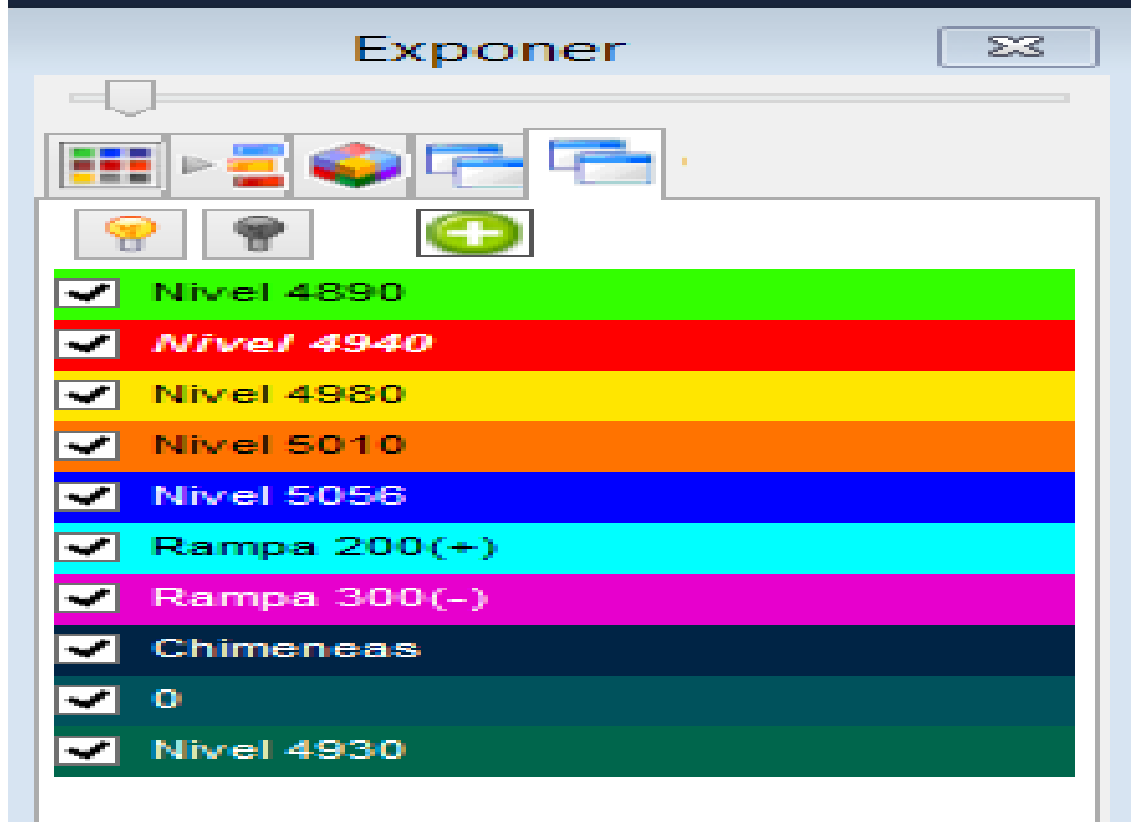 Exponer
Nivel 4890
Nivel 4940
Nivel 4980
Nivel 5010
Nivel 5056
Rampa 200(+)
Rampa 300(-)
Chimeneas
0
Nivel 4930